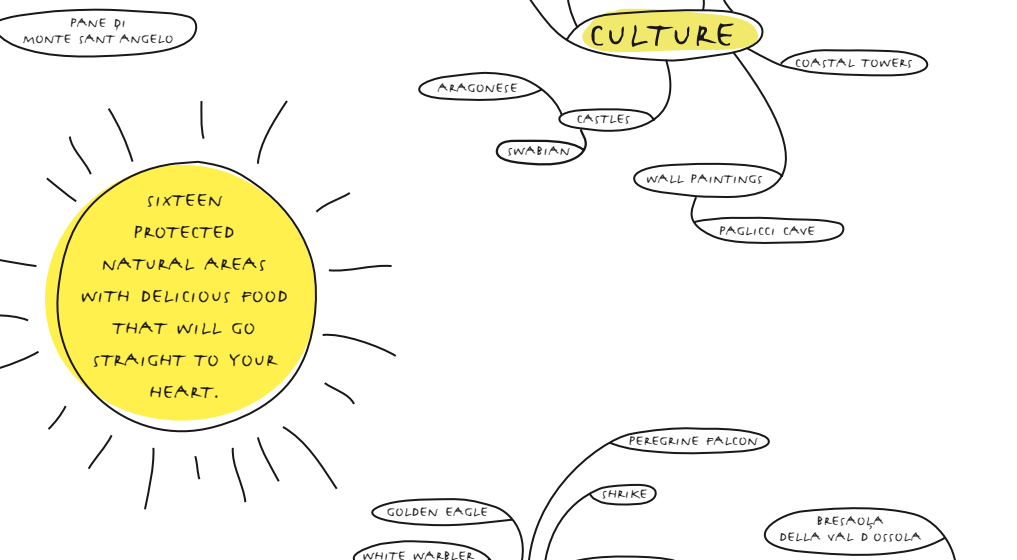 PANE DI
MONTE SANT ANGELO
CULTURE
COASTAL TOWERS
ARAGONESE
CASTLES
SWABIAN
WALL PAINTINGS
PAGLICCI CAVE
SIXTEEN
PROTECTED
NATURAL AREAS
WITH DELICIOUS FOOD
THAT WILL GO
STRAIGHT TO YOUR
HEART.
PEREGRINE FALCON
SHRIKE
GOLDEN EAGLE
WHITE WARBLER
BRESAOLA
DELLA VAL D'OSSOLA